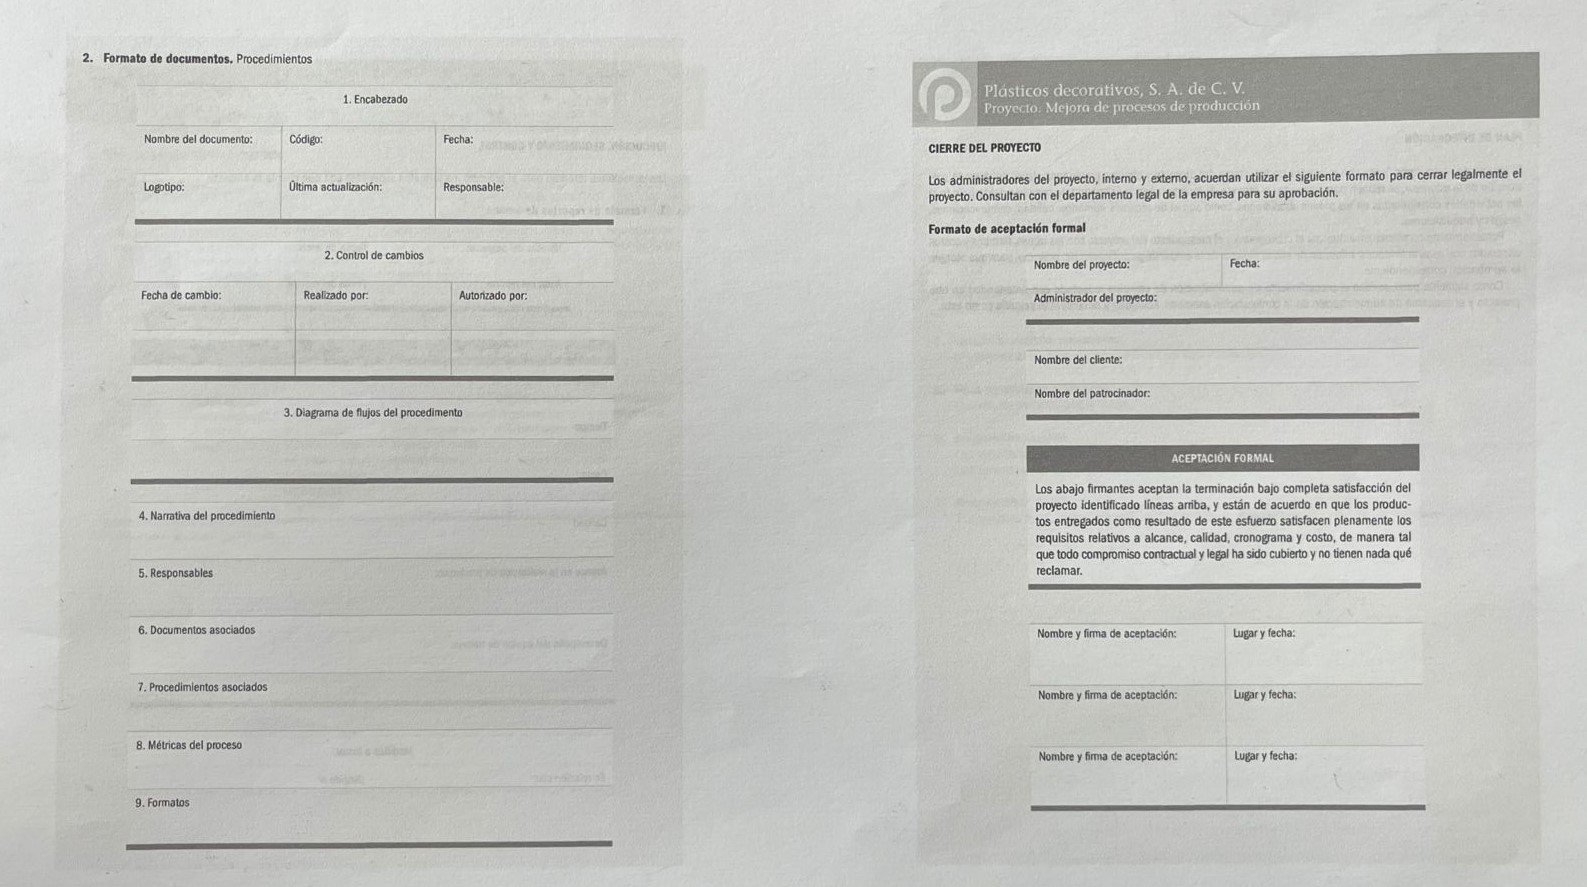 2. Formato de documentos. Procedimientos
1. Encabezado
Nombre del documento:
Código:
Fecha:
Logotipo:
Última actualización:
Responsable:
2. Control de cambios
Fecha de cambio:
Realizado por:
Autorizado por:
3. Diagrama de flujos del procedimento
4. Narrativa del procedimiento
5. Responsables
6. Documentos asociados
7. Procedimientos asociados
8. Métricas del proceso
9. Formatos
Plásticos decorativos, S. A. de C. V.
Proyecto. Mejora de procesos de producción
CIERRE DEL PROYECTO
Los administradores del proyecto, interno y externo, acuerdan utilizar el siguiente formato para cerrar legalmente el
proyecto. Consultan con el departamento legal de la empresa para su aprobación.
Formato de aceptación formal
Nombre del proyecto:
Fecha:
Administrador del proyecto:
Nombre del cliente:
Nombre del patrocinador:
ACEPTACIÓN FORMAL
Los abajo firmantes aceptan la terminación bajo completa satisfacción del
proyecto identificado líneas arriba, y están de acuerdo en que los produc-
tos entregados como resultado de este esfuerzo satisfacen plenamente los
requisitos relativos a alcance, calidad, cronograma y costo, de manera tal
que todo compromiso contractual y legal ha sido cubierto y no tienen nada qué
reclamar.
Nombre y firma de aceptación:
Lugar y fecha:
Nombre y firma de aceptación:
Lugar y fecha:
Nombre y firma de aceptación:
Lugar y fecha: